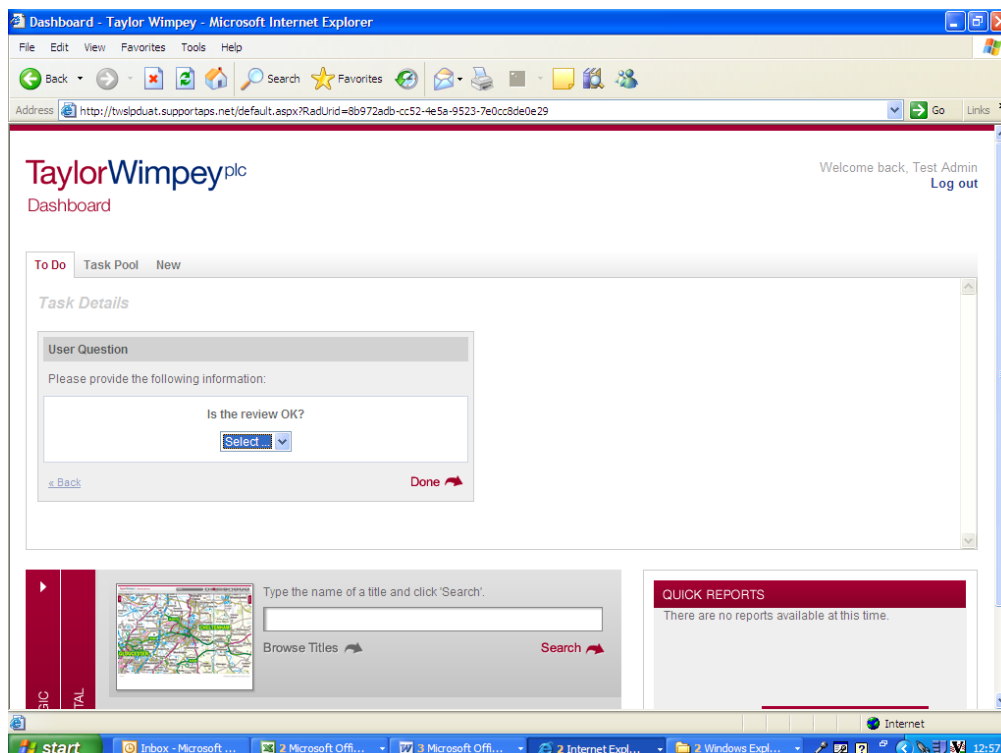 Dashboard - Taylor Wimpey - Microsoft Internet Explorer
File Edit View Favorites Tools Help
Back Search Favorites
Address http://twslpduat.supportaps.net/default.aspx?RadUrid=8b972adb-cc52-4e5a-9523-7e0cc8de0e29 Go Links
TaylorWimpey plc
Welcome back, Test Admin
Log out
Dashboard
To Do Task Pool New
Task Details
User Question
Please provide the following information:
Is the review OK?
Select ...
« Back Done
Type the name of a title and click 'Search'.
Browse Titles Search
QUICK REPORTS
There are no reports available at this time.
Internet
start Inbox - Microsoft ... 2 Microsoft Offi... 3 Microsoft Offi... 2 Internet Expl... 2 Windows Expl... 12:57